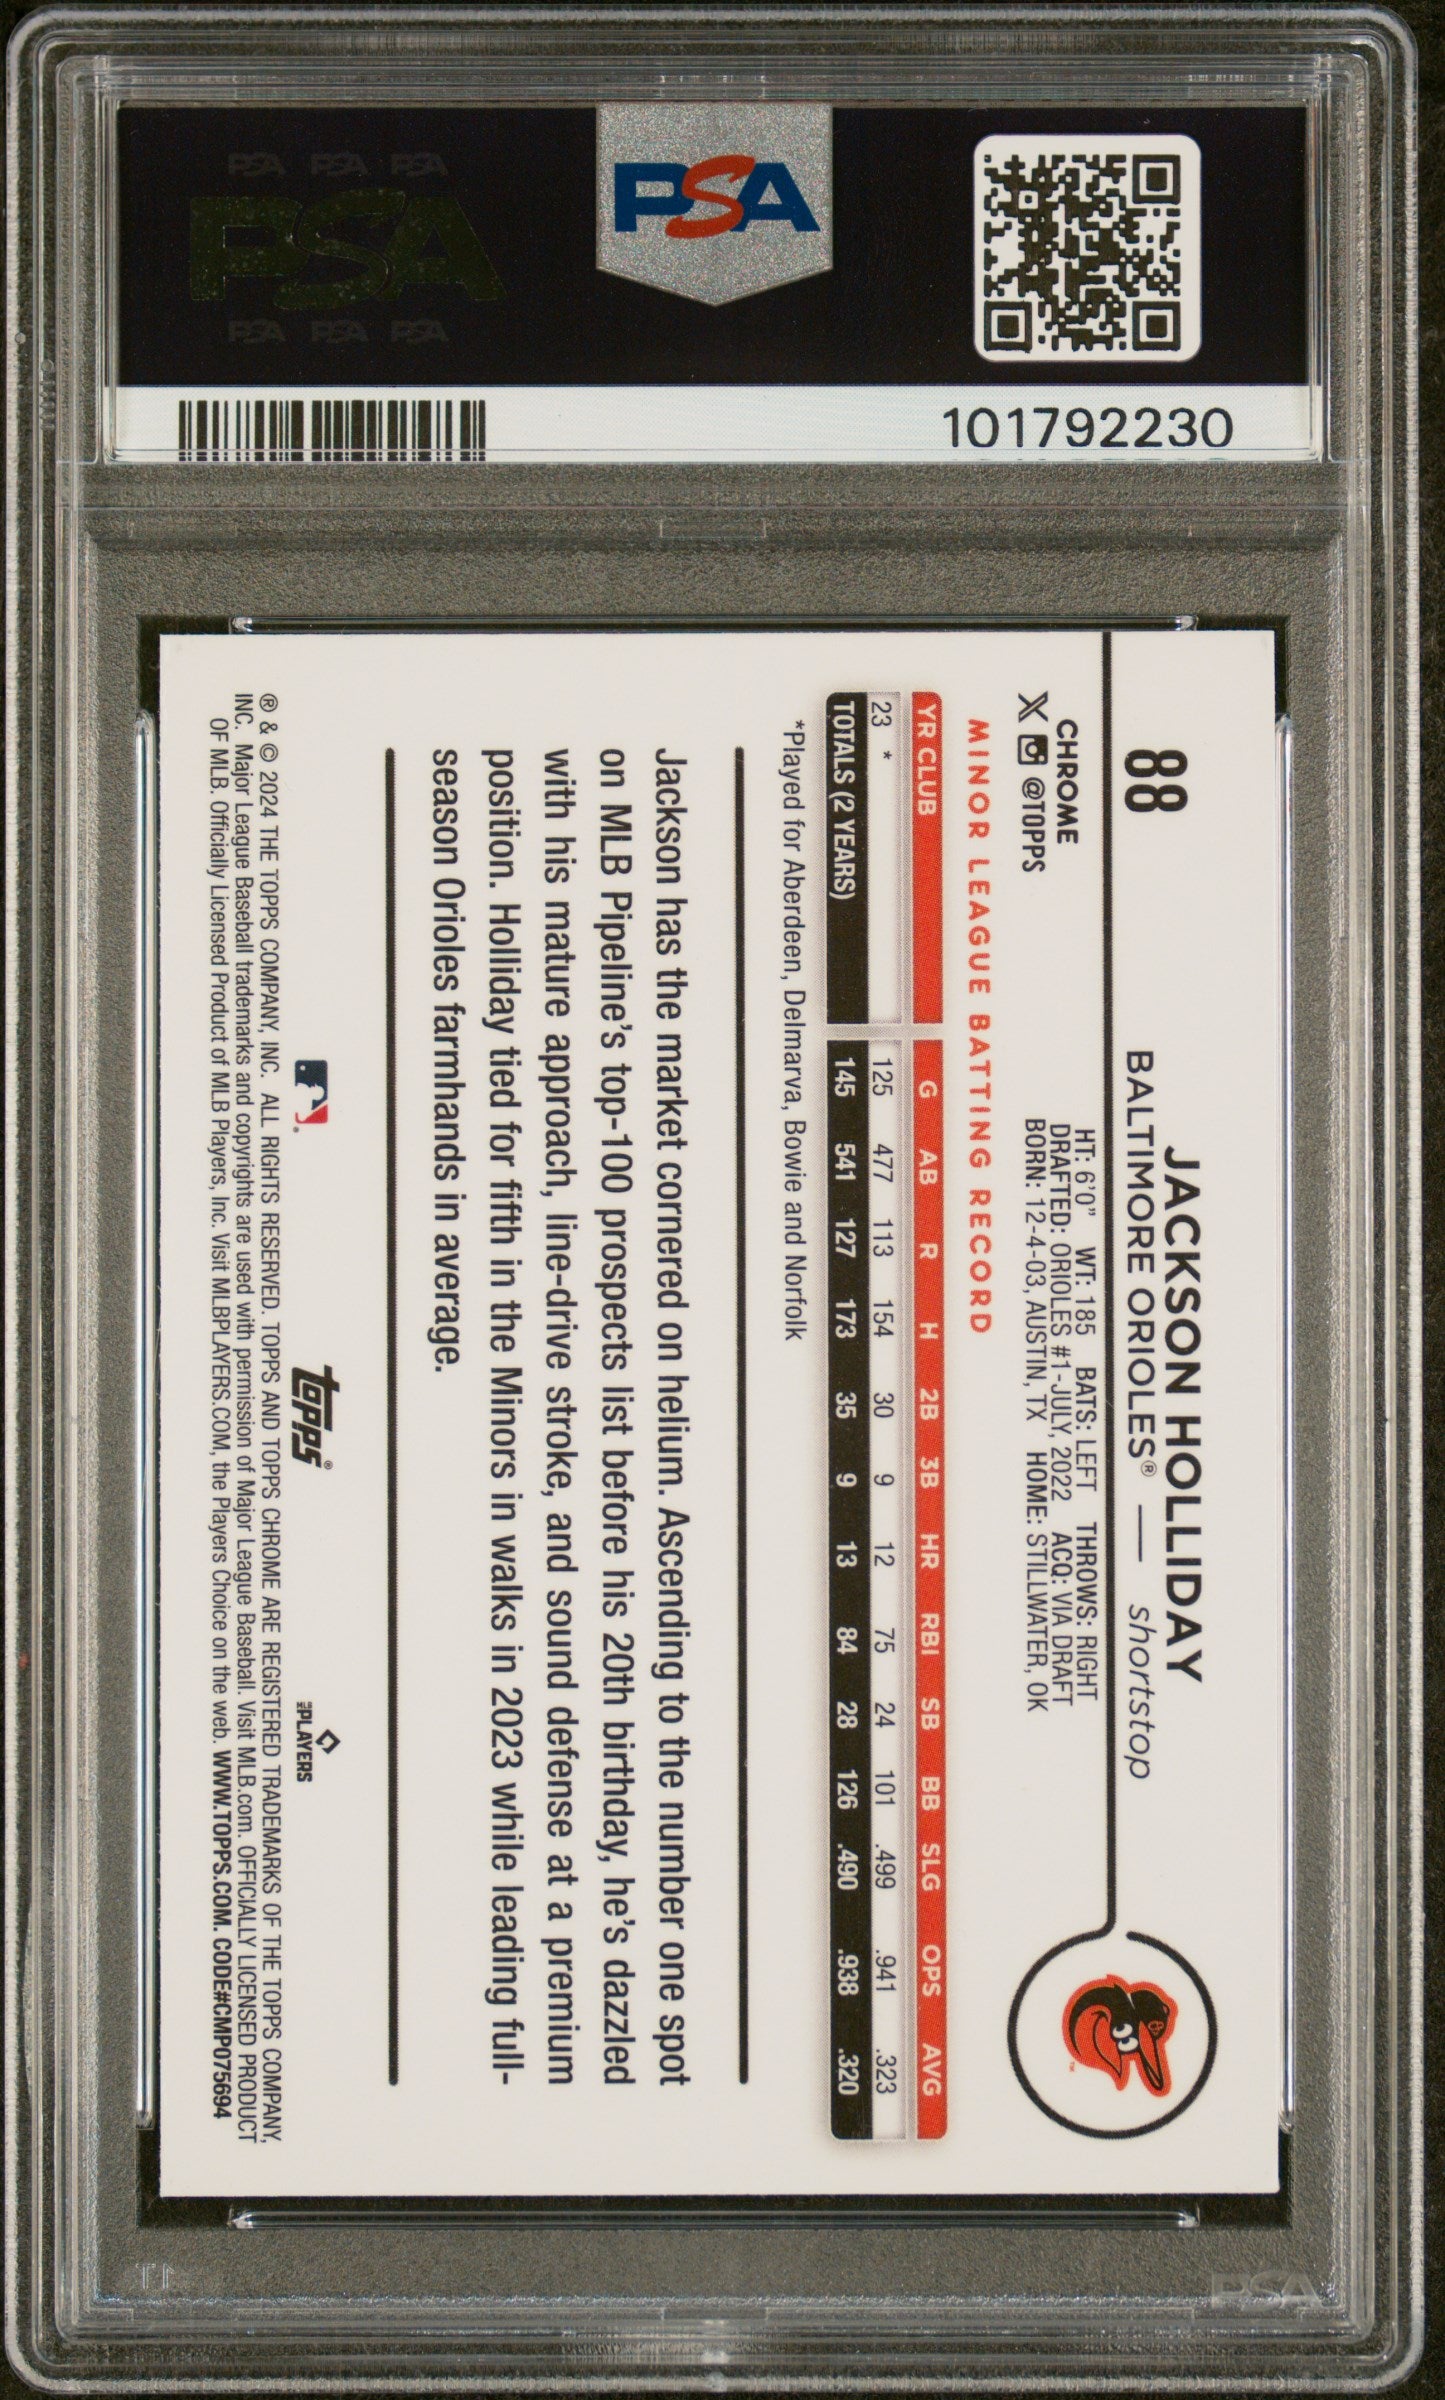 PSA PSA PSA
PSA
PSA PSA PSA
PSA
101792230
88
JACKSON HOLLIDAY
BALTIMORE ORIOLES® — shortstop
CHROME
X @TOPPS
HT: 6'0" WT: 185 BATS: LEFT THROWS: RIGHT
DRAFTED: ORIOLES #1-JULY, 2022 ACQ: VIA DRAFT
BORN: 12-4-03, AUSTIN, TX HOME: STILLWATER, OK
MINOR LEAGUE BATTING RECORD
YR CLUB G AB R H 2B 3B HR RBI SB BB SLG OPS AVG
23 * 125 477 113 154 30 9 12 75 24 101 .499 .941 .323
TOTALS (2 YEARS) 145 541 127 173 35 9 13 84 28 126 .490 .938 .320
*Played for Aberdeen, Delmarva, Bowie and Norfolk
Jackson has the market cornered on helium. Ascending to the number one spot
on MLB Pipeline's top-100 prospects list before his 20th birthday, he's dazzled
with his mature approach, line-drive stroke, and sound defense at a premium
position. Holliday tied for fifth in the Minors in walks in 2023 while leading full-
season Orioles farmhands in average.
topps®
MLB PLAYERS
® & © 2024 THE TOPPS COMPANY, INC. ALL RIGHTS RESERVED. TOPPS AND TOPPS CHROME ARE REGISTERED TRADEMARKS OF THE TOPPS COMPANY,
INC. Major League Baseball trademarks and copyrights are used with permission of Major League Baseball. Visit MLB.com. OFFICIALLY LICENSED PRODUCT
OF MLB. Officially Licensed Product of MLB Players, Inc. Visit MLBPLAYERS.COM, the Players Choice on the web. WWW.TOPPS.COM. CODE#CMP075694
PSA